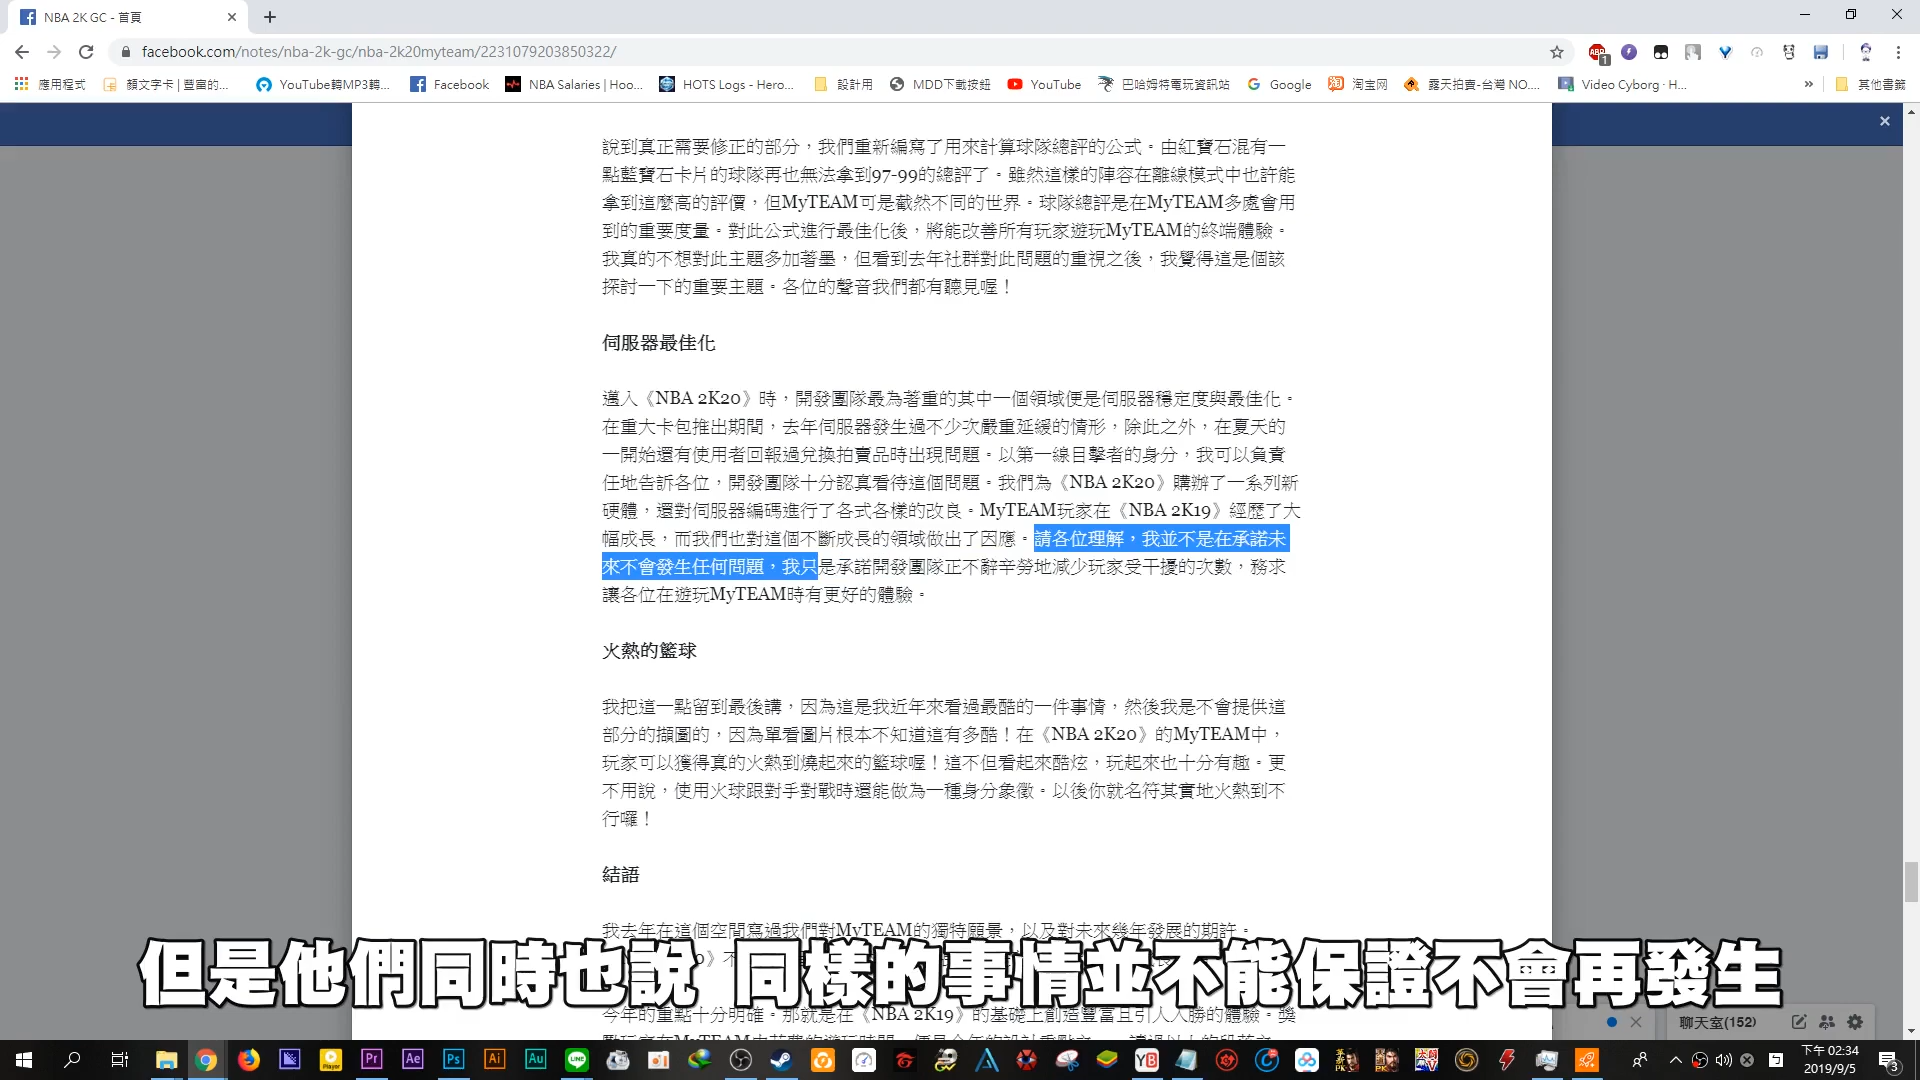 NBA 2K GC - 首頁
facebook.com/notes/nba-2k-gc/nba-2k20myteam/2231079203850322/
應用程式
顏文字卡 | 豐富的...
YouTube轉MP3轉...
Facebook
NBA Salaries | Hoo...
HOTS Logs - Hero...
設計用
MDD下載按鈕
YouTube
巴哈姆特電玩資訊站
Google
淘宝网
露天拍賣-台灣 NO....
Video Cyborg · H...
»
其他書籤
說到真正需要修正的部分，我們重新編寫了用來計算球隊總評的公式。由紅寶石混有一
點藍寶石卡片的球隊再也無法拿到97-99的總評了。雖然這樣的陣容在離線模式中也許能
拿到這麼高的評價，但MyTEAM可是截然不同的世界。球隊總評是在MyTEAM多處會用
到的重要度量。對此公式進行最佳化後，將能改善所有玩家遊玩MyTEAM的終端體驗。
我真的不想對此主題多加著墨，但看到去年社群對此問題的重視之後，我覺得這是個該
探討一下的重要主題。各位的聲音我們都有聽見喔！
伺服器最佳化
邁入《NBA 2K20》時，開發團隊最為著重的其中一個領域便是伺服器穩定度與最佳化。
在重大卡包推出期間，去年伺服器發生過不少次嚴重延緩的情形，除此之外，在夏天的
一開始還有使用者回報過兌換拍賣品時出現問題。以第一線目擊者的身分，我可以負責
任地告訴各位，開發團隊十分認真看待這個問題。我們為《NBA 2K20》購辦了一系列新
硬體，還對伺服器編碼進行了各式各樣的改良。MyTEAM玩家在《NBA 2K19》經歷了大
幅成長，而我們也對這個不斷成長的領域做出了因應。請各位理解，我並不是在承諾未
來不會發生任何問題，我只是承諾開發團隊正不辭辛勞地減少玩家受干擾的次數，務求
讓各位在遊玩MyTEAM時有更好的體驗。
火熱的籃球
我把這一點留到最後講，因為這是我近年來看過最酷的一件事情，然後我是不會提供這
部分的擷圖的，因為單看圖片根本不知道這有多酷！在《NBA 2K20》的MyTEAM中，
玩家可以獲得真的火熱到燒起來的籃球喔！這不但看起來酷炫，玩起來也十分有趣。更
不用說，使用火球跟對手對戰時還能做為一種身分象徵。以後你就名符其實地火熱到不
行囉！
結語
我去年在這個空間寫過我們對MyTEAM的獨特願景，以及對未來幾年發展的期許。
但是他們同時也說 同樣的事情並不能保證不會再發生
今年的重點十分明確。那就是在《NBA 2K19》的基礎上創造豐富且引人入勝的體驗。獎
聊天室(152)
下午 02:34
2019/9/5